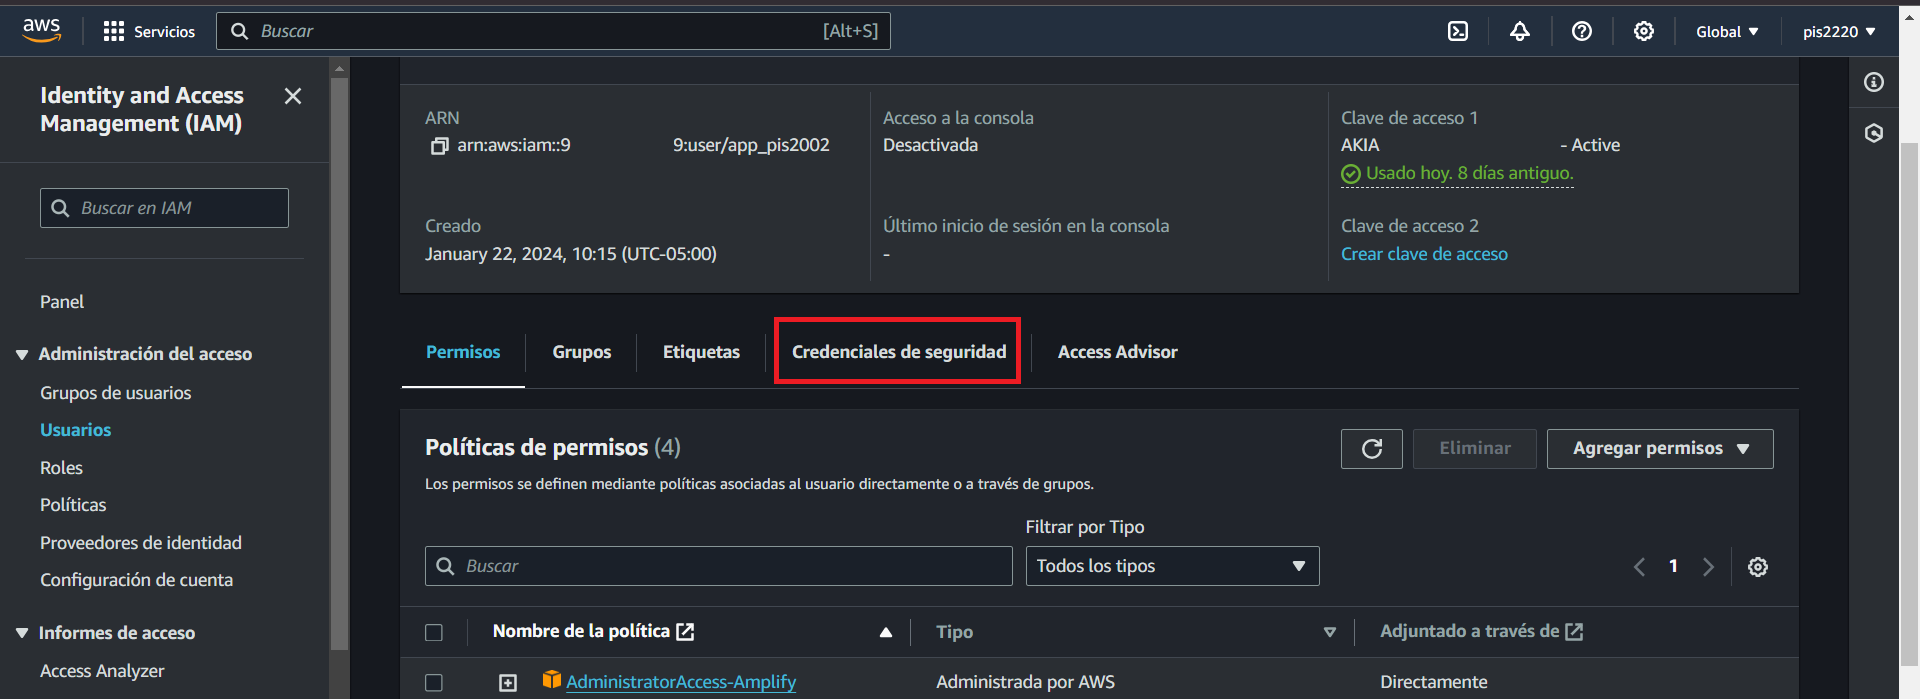 aws
Servicios
Buscar
[Alt+S]
Global ▼
pis2220 ▼
Identity and Access
Management (IAM)
Buscar en IAM
Panel
Administración del acceso
Grupos de usuarios
Usuarios
Roles
Políticas
Proveedores de identidad
Configuración de cuenta
Informes de acceso
Access Analyzer
ARN
arn:aws:iam::9 9:user/app_pis2002
Creado
January 22, 2024, 10:15 (UTC-05:00)
Acceso a la consola
Desactivada
Último inicio de sesión en la consola
-
Clave de acceso 1
AKIA - Active
Usado hoy. 8 días antiguo.
Clave de acceso 2
Crear clave de acceso
Permisos
Grupos
Etiquetas
Credenciales de seguridad
Access Advisor
Políticas de permisos (4)
Eliminar
Agregar permisos ▼
Los permisos se definen mediante políticas asociadas al usuario directamente o a través de grupos.
Filtrar por Tipo
Buscar
Todos los tipos
1
Nombre de la política
Tipo
Adjuntado a través de
AdministratorAccess-Amplify
Administrada por AWS
Directamente